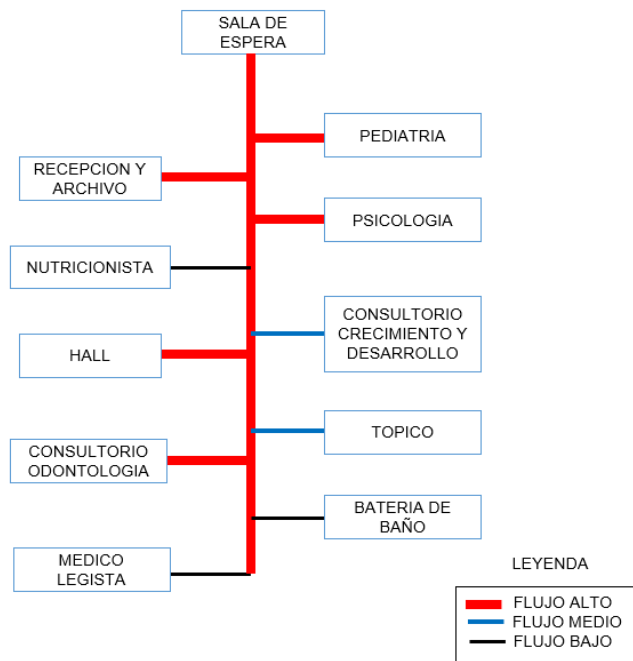 SALA DE
ESPERA
PEDIATRIA
RECEPCION Y
ARCHIVO
PSICOLOGIA
NUTRICIONISTA
CONSULTORIO
CRECIMIENTO Y
DESARROLLO
HALL
TOPICO
CONSULTORIO
ODONTOLOGIA
BATERIA DE
BAÑO
MEDICO
LEGISTA
LEYENDA
FLUJO ALTO
FLUJO MEDIO
FLUJO BAJO